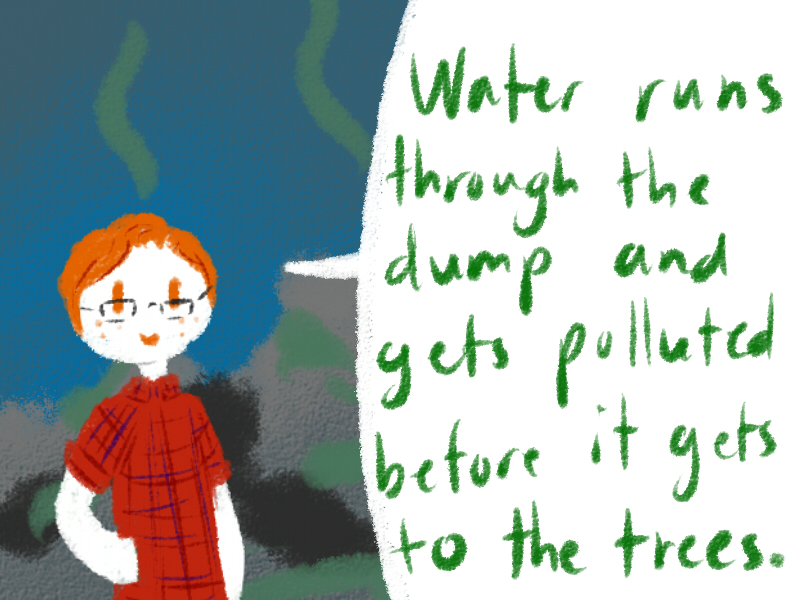 Water runs
through the
dump and
gets polluted
before it gets
to the trees.